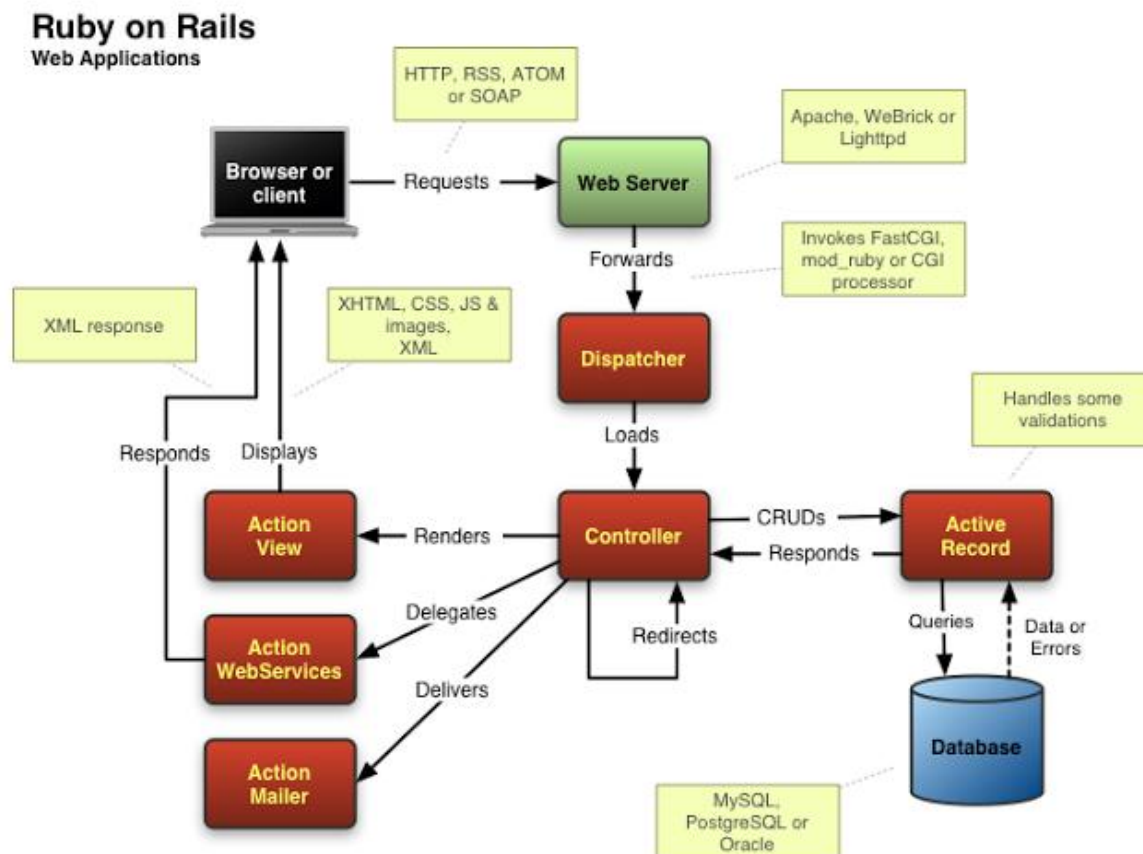 Ruby on Rails
Web Applications
HTTP, RSS, ATOM
or SOAP
Apache, WeBrick or
Lighttpd
Browser or
client
Requests
Web Server
Forwards
Invokes FastCGI,
mod_ruby or CGI
processor
XML response
XHTML, CSS, JS &
images,
XML
Dispatcher
Handles some
validations
Responds
Displays
Loads
Action
View
Renders
Controller
CRUDs
Responds
Active
Record
Delegates
Redirects
Queries
Data or
Errors
Action
WebServices
Delivers
Action
Mailer
Database
MySQL,
PostgreSQL or
Oracle